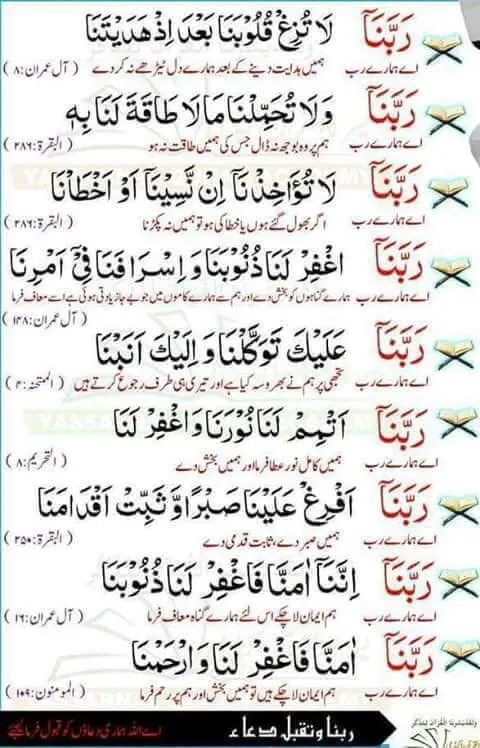 رَبَّنَا لَا تُزِغْ قُلُوْبَنَا بَعْدَ اِذْ هَدَيْتَنَا
اے ہمارے رب ہمیں ہدایت دینے کے بعد ہمارے دل ٹیڑھے نہ کر دے (آل عمران:۸)
رَبَّنَا وَلَا تُحَمِّلْنَا مَا لَا طَاقَةَ لَنَا بِهٖ
اے ہمارے رب ہم پر وہ بوجھ نہ ڈال جس کی ہمیں طاقت نہ ہو (البقرۃ:۲۸۶)
رَبَّنَا لَا تُؤَاخِذْنَا اِنْ نَّسِيْنَا اَوْ اَخْطَانَا
اے ہمارے رب اگر بھول گئے ہوں یا خطا کی ہو تو ہمیں نہ پکڑنا (البقرۃ:۲۸۶)
رَبَّنَا اغْفِرْ لَنَا ذُنُوْبَنَا وَ اِسْرَافَنَا فِيْٓ اَمْرِنَا
اے ہمارے رب ہمارے گناہوں کو بخش دے اور ہم سے ہمارے کاموں میں جو بے جا زیادتی ہوئی ہے اسے معاف فرما
(آل عمران:۱۴۸)
رَبَّنَا عَلَيْكَ تَوَكَّلْنَا وَ اِلَيْكَ اَنَبْنَا
اے ہمارے رب تجھی پر ہم نے بھروسہ کیا ہے اور تیری ہی طرف رجوع کرتے ہیں (الممتحنہ:۴)
رَبَّنَا اَتْمِمْ لَنَا نُوْرَنَا وَ اغْفِرْ لَنَا
اے ہمارے رب ہمیں کامل نور عطا فرما اور ہمیں بخش دے (التحریم:۸)
رَبَّنَا اَفْرِغْ عَلَيْنَا صَبْرًا وَّ ثَبِّتْ اَقْدَامَنَا
اے ہمارے رب ہمیں صبر دے، ثابت قدمی دے (البقرۃ:۲۵۰)
رَبَّنَا اِنَّنَا اٰمَنَّا فَاغْفِرْ لَنَا ذُنُوْبَنَا
اے ہمارے رب ہم ایمان لا چکے اس لئے ہمارے گناہ معاف فرما (آل عمران:۱۶)
رَبَّنَا اٰمَنَّا فَاغْفِرْ لَنَا وَ ارْحَمْنَا
اے ہمارے رب ہم ایمان لا چکے ہیں تو ہمیں بخش اور ہم پر رحم فرما (المومنون:۱۰۹)
ربنا وتقبل دعاء اے اللہ ہماری دعاؤں کو قبول فرما لیجئے